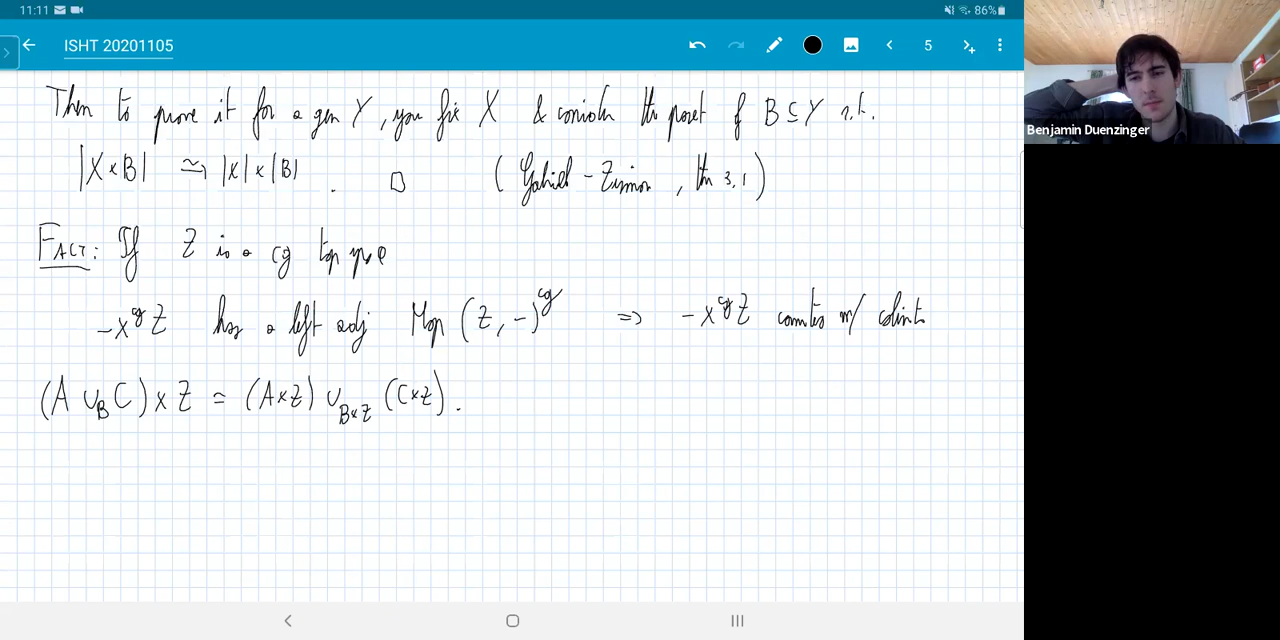 11:11
86%
ISHT 20201105
5
Then to prove it for a gen Y, you fix X & consider the poset of B ⊆ Y s.t.
|X×B| ≃→ |X|×|B| . □ (Gabriel - Zisman, thm 3.1)
FACT: If Z is a cg top space
-×^{cg} Z has a left adj Map (Z, -)^{cg} ⇒ -×^{cg} Z commutes w/ colimits
(A ∪_B C) × Z = (A×Z) ∪_{B×Z} (C×Z).
Benjamin Duenzinger